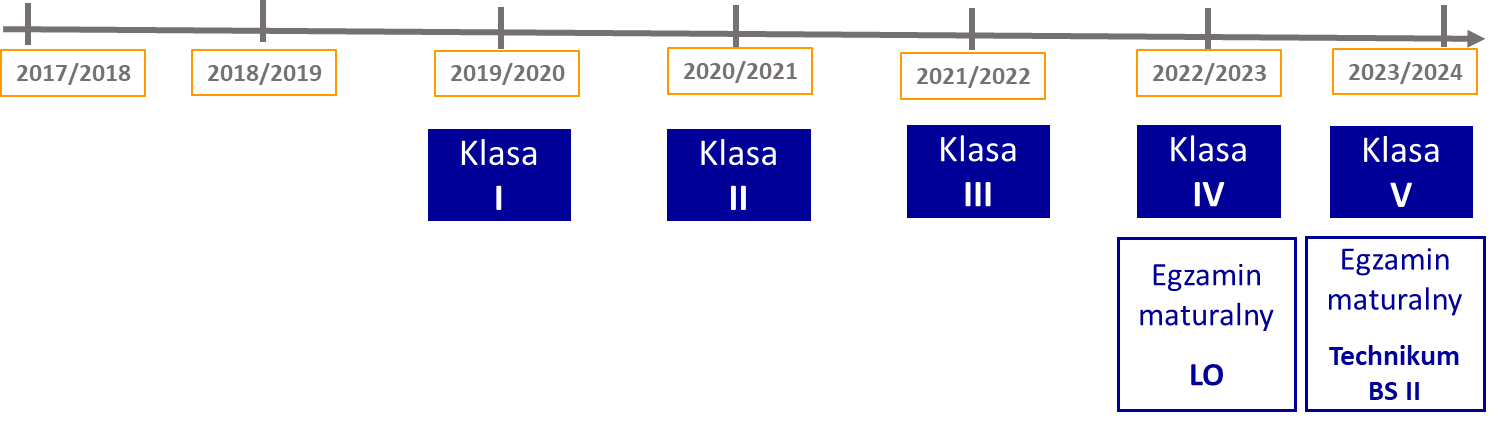 2017/2018
2018/2019
2019/2020
2020/2021
2021/2022
2022/2023
2023/2024
Klasa
I
Klasa
II
Klasa
III
Klasa
IV
Klasa
V
Egzamin
maturalny
LO
Egzamin
maturalny
Technikum
BS II